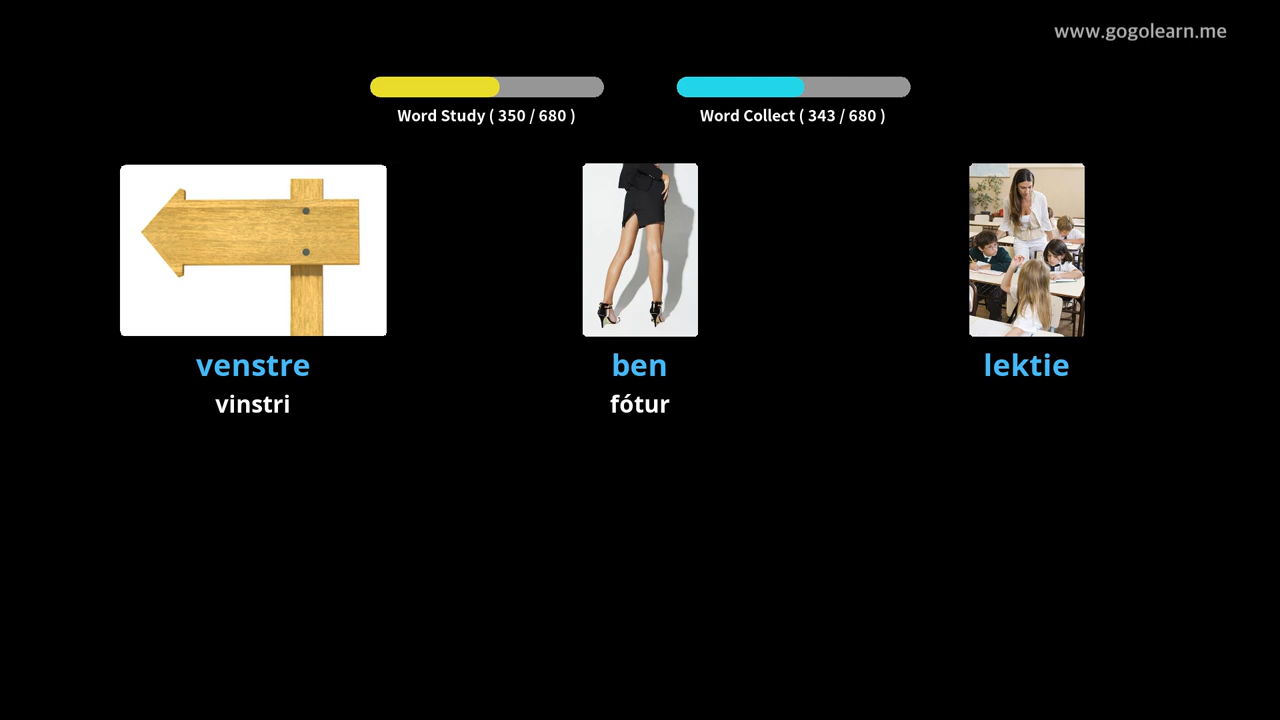 www.gogolearn.me
Word Study ( 350 / 680 )
Word Collect ( 343 / 680 )
venstre
vinstri
ben
fótur
lektie